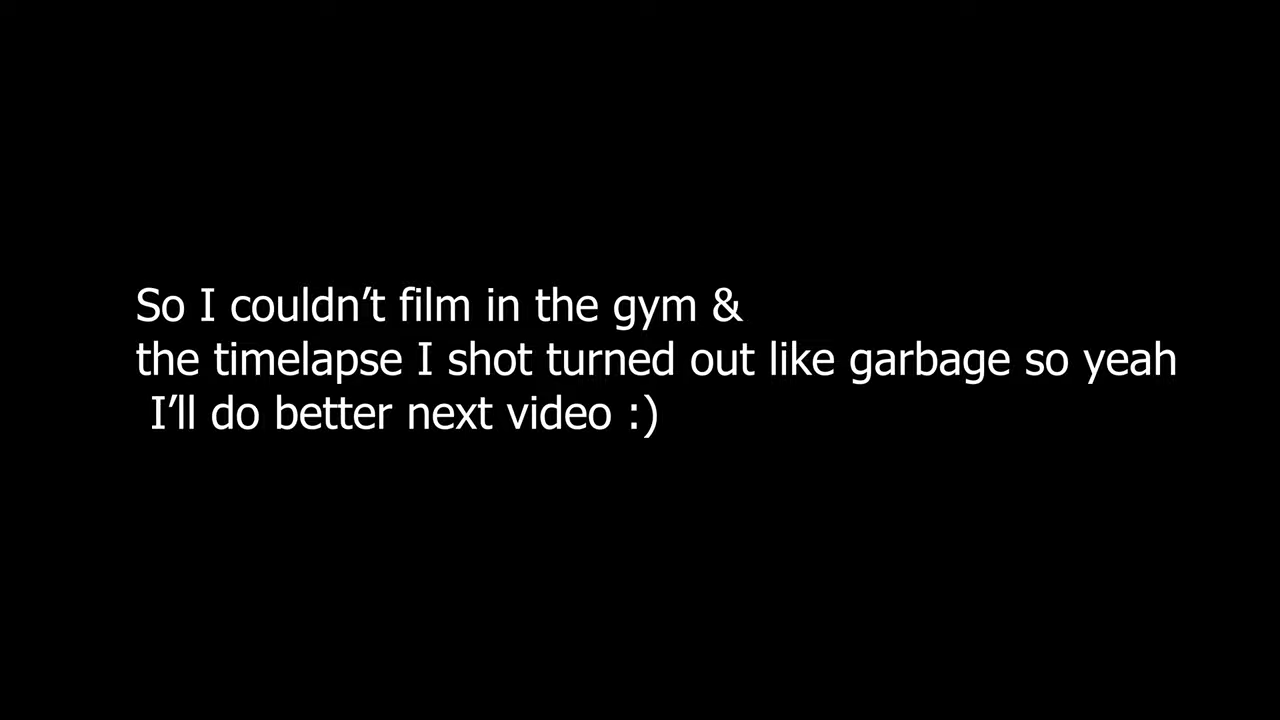 So I couldn’t film in the gym &
the timelapse I shot turned out like garbage so yeah
I’ll do better next video :)